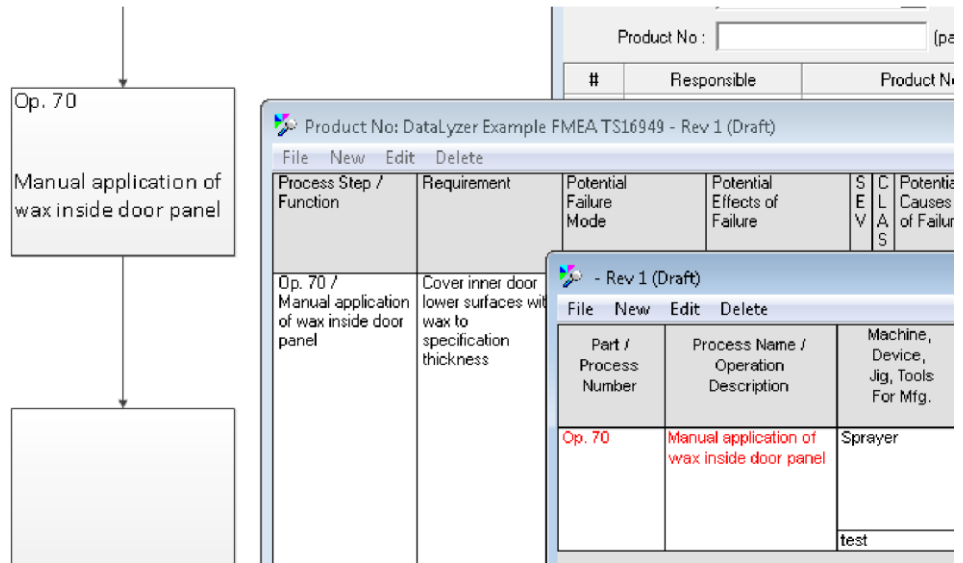 Op. 70
Manual application of
wax inside door panel
Product No :
(pa
#
Responsible
Product N
Product No: DataLyzer Example FMEA TS16949 - Rev 1 (Draft)
File New Edit Delete
Process Step /
Function
Requirement
Potential
Failure
Mode
Potential
Effects of
Failure
S
E
V
C
L
A
S
Potentia
Causes
of Failur
Op. 70 /
Manual application
of wax inside door
panel
Cover inner door
lower surfaces wit
wax to
specification
thickness
- Rev 1 (Draft)
File New Edit Delete
Part /
Process
Number
Process Name /
Operation
Description
Machine,
Device,
Jig, Tools
For Mfg.
Op. 70
Manual application of
wax inside door panel
Sprayer
test